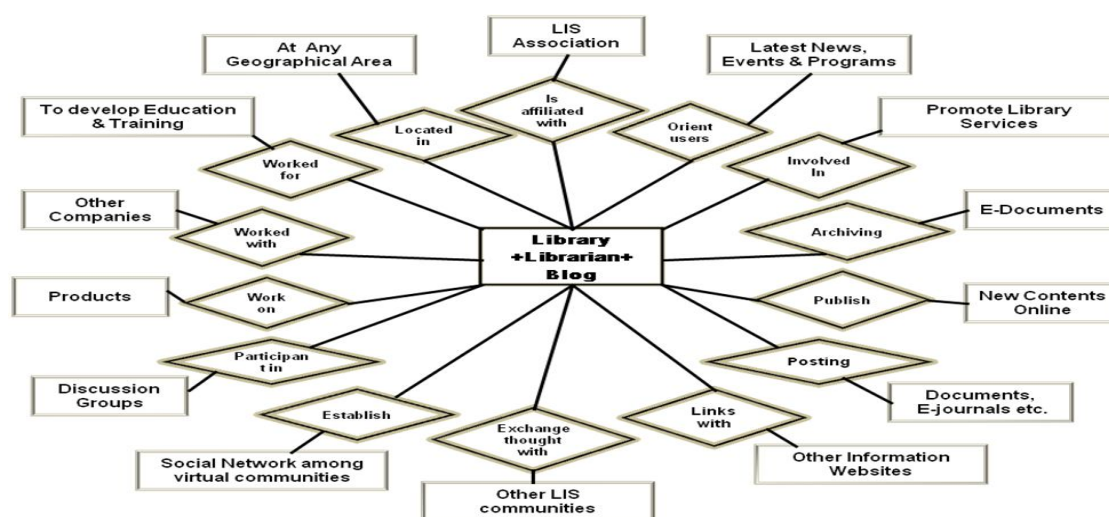 LIS
Association
At Any
Geographical Area
Latest News,
Events & Programs
To develop Education
& Training
Promote Library
Services
Is
affiliated
with
Located
in
Orient
users
Worked
for
Involved
In
Other
Companies
E-Documents
Worked
with
Archiving
Library
+Librarian+
Blog
Products
Work
on
Publish
New Contents
Online
Participan
t in
Posting
Discussion
Groups
Documents,
E-journals etc.
Establish
Exchange
thought
with
Links
with
Social Network among
virtual communities
Other Information
Websites
Other LIS
communities